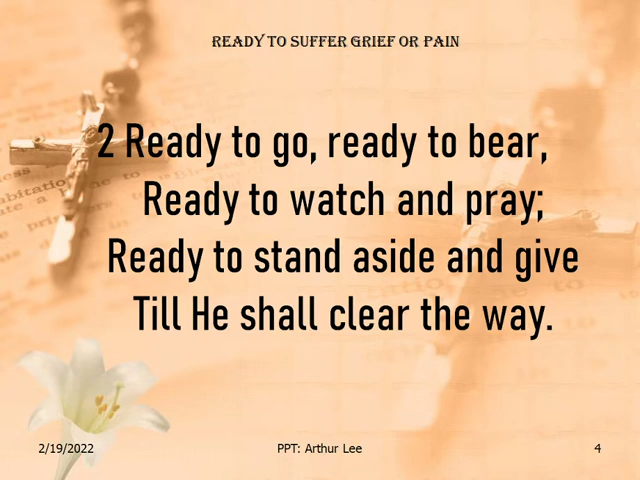 READY TO SUFFER GRIEF OR PAIN
2 Ready to go, ready to bear,
Ready to watch and pray;
Ready to stand aside and give
Till He shall clear the way.
2/19/2022
PPT: Arthur Lee
4